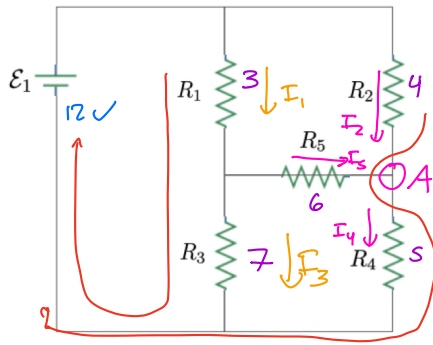 ℰ₁
12 ✓
R₁
3
I₁
R₂
4
I₂
R₅
I₅
6
A
R₃
7
I₃
I₄
R₄
5